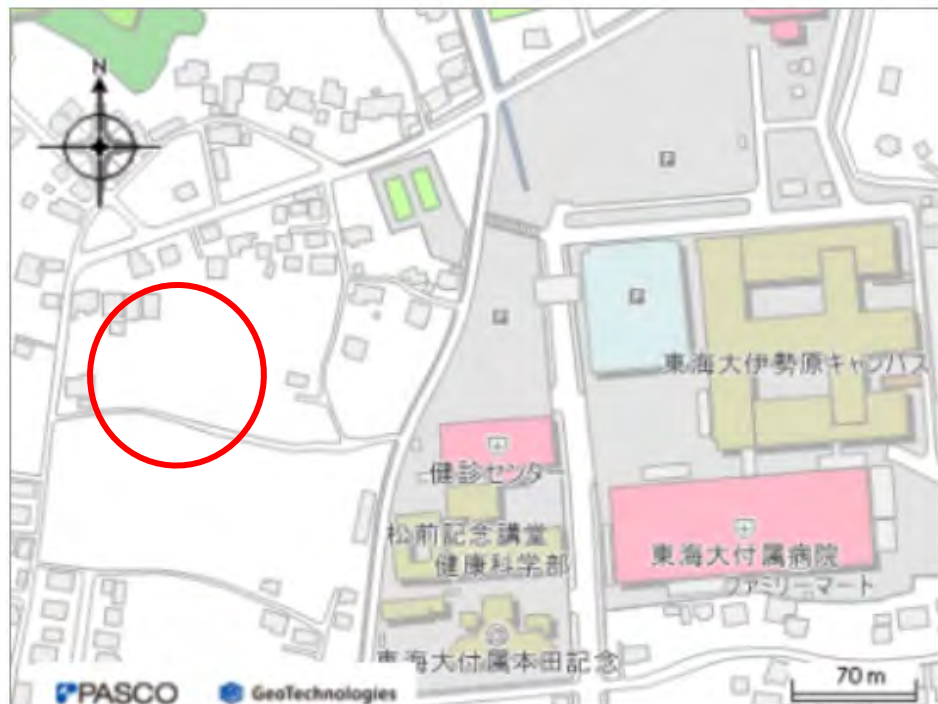 N
P
P
P
東海大伊勢原キャンパス
健診センター
松前記念講堂
健康科学部
東海大付属病院
ファミリーマート
東海大付属本田記念
PASCO
GeoTechnologies
70 m